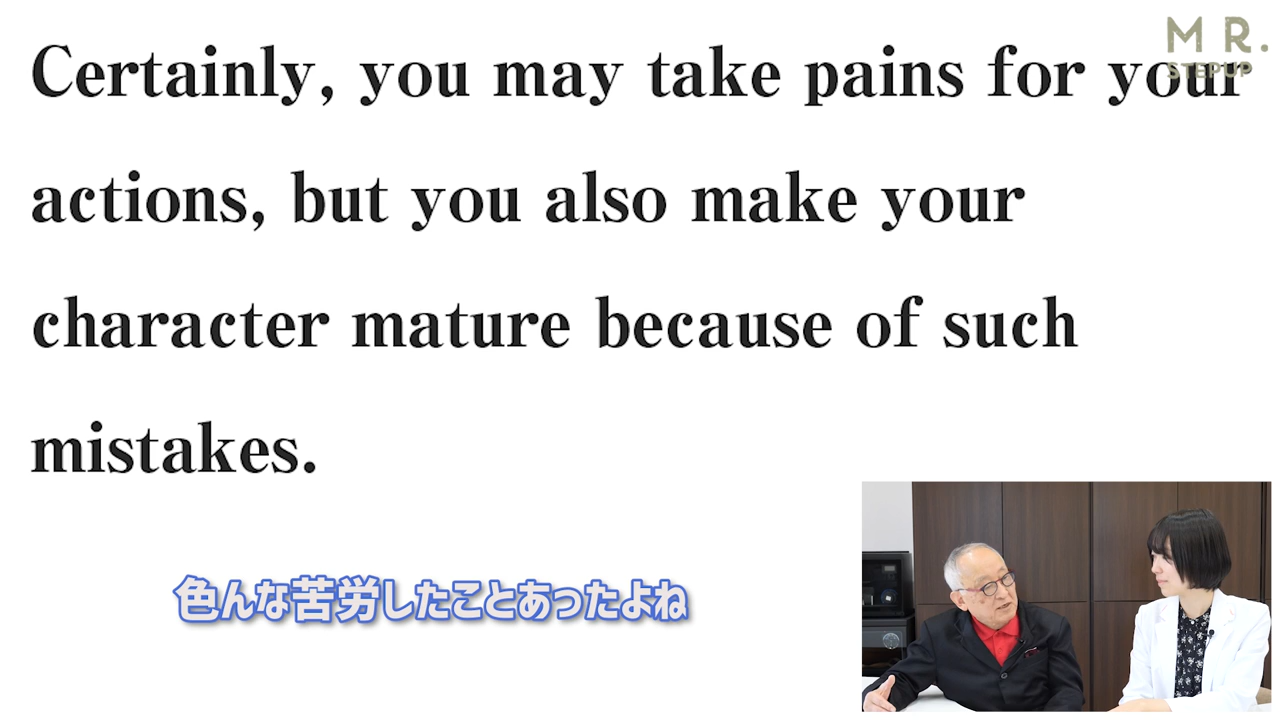 MR.
STEPUP
Certainly, you may take pains for your
actions, but you also make your
character mature because of such
mistakes.
色んな苦労したことあったよね